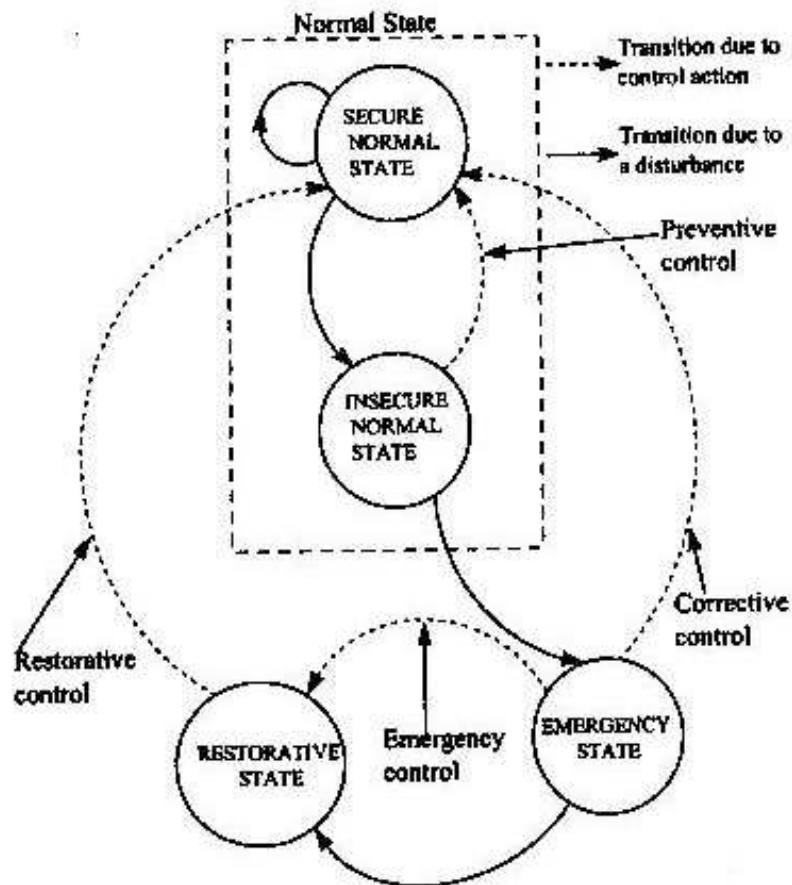 Normal State
Transition due to
control action
SECURE
NORMAL
STATE
Transition due to
a disturbance
Preventive
control
INSECURE
NORMAL
STATE
Restorative
control
Corrective
control
Emergency
control
RESTORATIVE
STATE
EMERGENCY
STATE